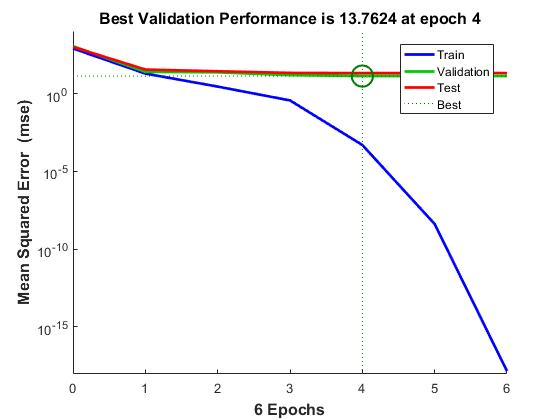 Best Validation Performance is 13.7624 at epoch 4
Train
Validation
Test
Best
Mean Squared Error (mse)
10^0
10^-5
10^-10
10^-15
0 1 2 3 4 5 6
6 Epochs